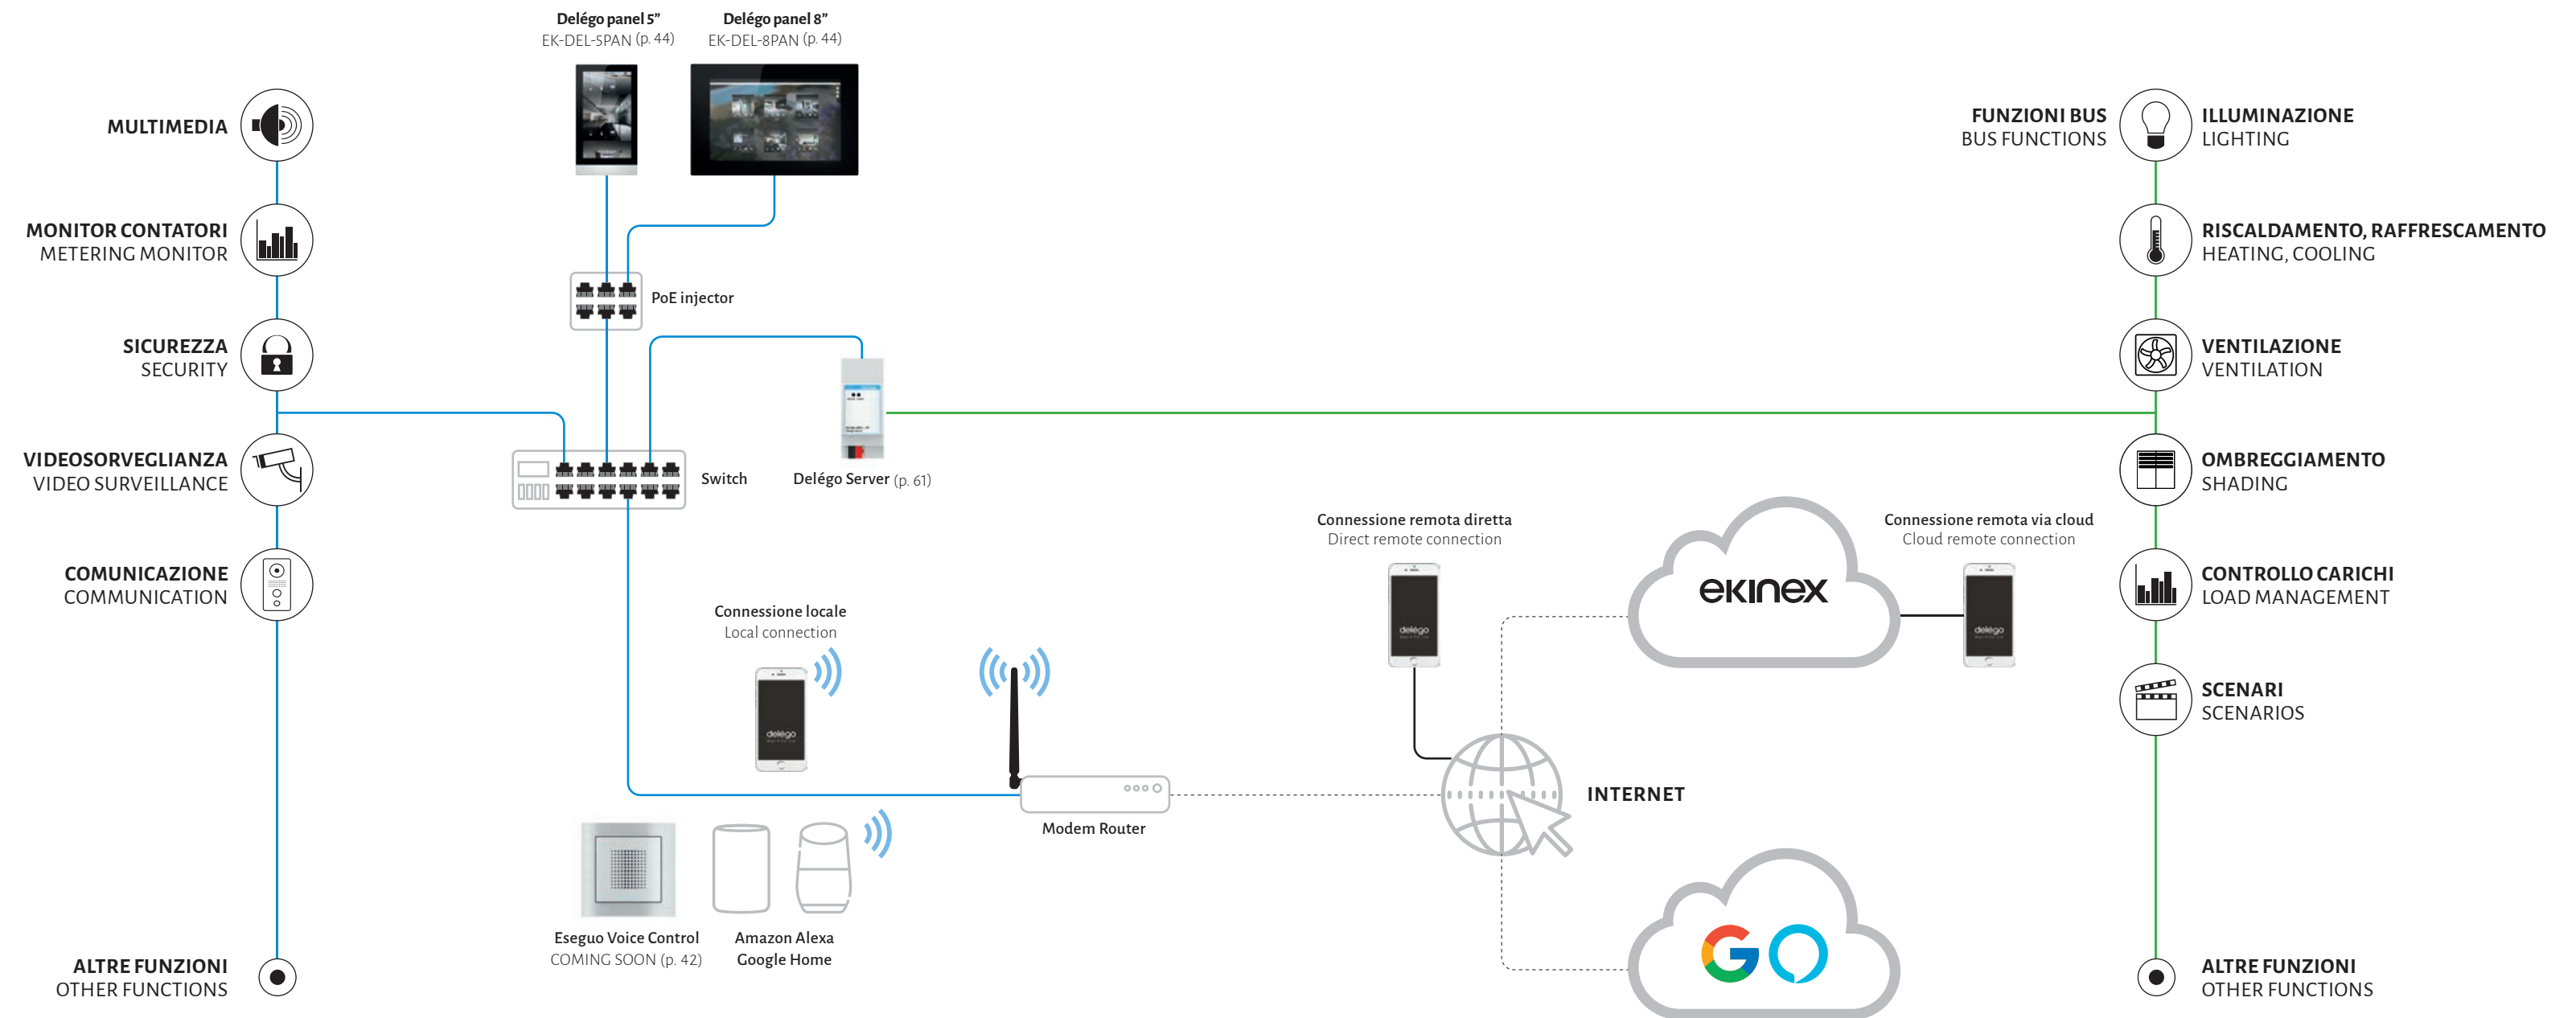 Delégo panel 5”
EK-DEL-5PAN (p. 44)
Delégo panel 8”
EK-DEL-8PAN (p. 44)
MULTIMEDIA
MONITOR CONTATORI
METERING MONITOR
SICUREZZA
SECURITY
VIDEOSORVEGLIANZA
VIDEO SURVEILLANCE
COMUNICAZIONE
COMMUNICATION
ALTRE FUNZIONI
OTHER FUNCTIONS
PoE injector
Switch
Delégo Server (p. 61)
Connessione locale
Local connection
delégo
Modem Router
Eseguo Voice Control
COMING SOON (p. 42)
Amazon Alexa
Google Home
Connessione remota diretta
Direct remote connection
delégo
INTERNET
ekinex
Connessione remota via cloud
Cloud remote connection
delégo
G
FUNZIONI BUS
BUS FUNCTIONS
ILLUMINAZIONE
LIGHTING
RISCALDAMENTO, RAFFRESCAMENTO
HEATING, COOLING
VENTILAZIONE
VENTILATION
OMBREGGIAMENTO
SHADING
CONTROLLO CARICHI
LOAD MANAGEMENT
SCENARI
SCENARIOS
ALTRE FUNZIONI
OTHER FUNCTIONS